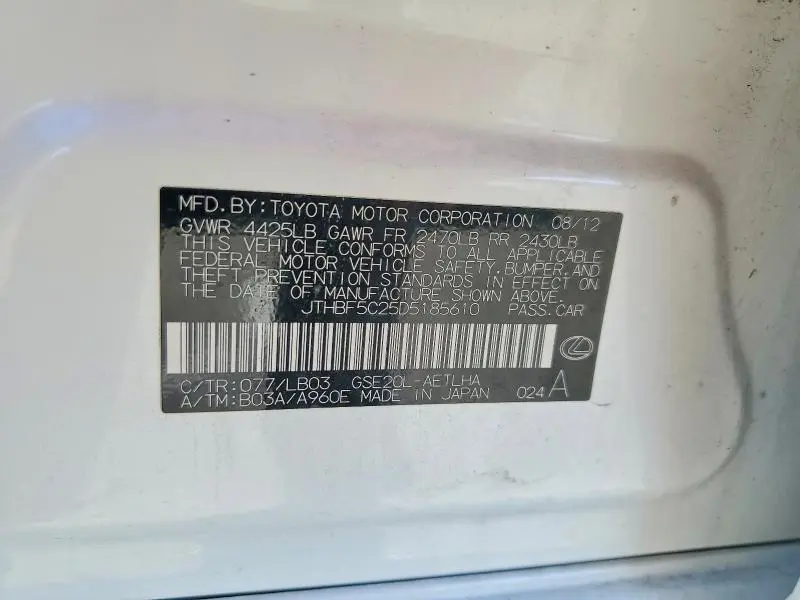 MFD. BY: TOYOTA MOTOR CORPORATION 08/12
GVWR 4425LB GAWR FR 2470LB RR 2430LB
THIS VEHICLE CONFORMS TO ALL APPLICABLE
FEDERAL MOTOR VEHICLE SAFETY, BUMPER, AND
THEFT PREVENTION STANDARDS IN EFFECT ON
THE DATE OF MANUFACTURE SHOWN ABOVE.
JTHBF5C25D5185610 PASS. CAR
C/TR: 077/LB03 GSE20L-AETLHA
A/TM: B03A/A960E MADE IN JAPAN 024 A